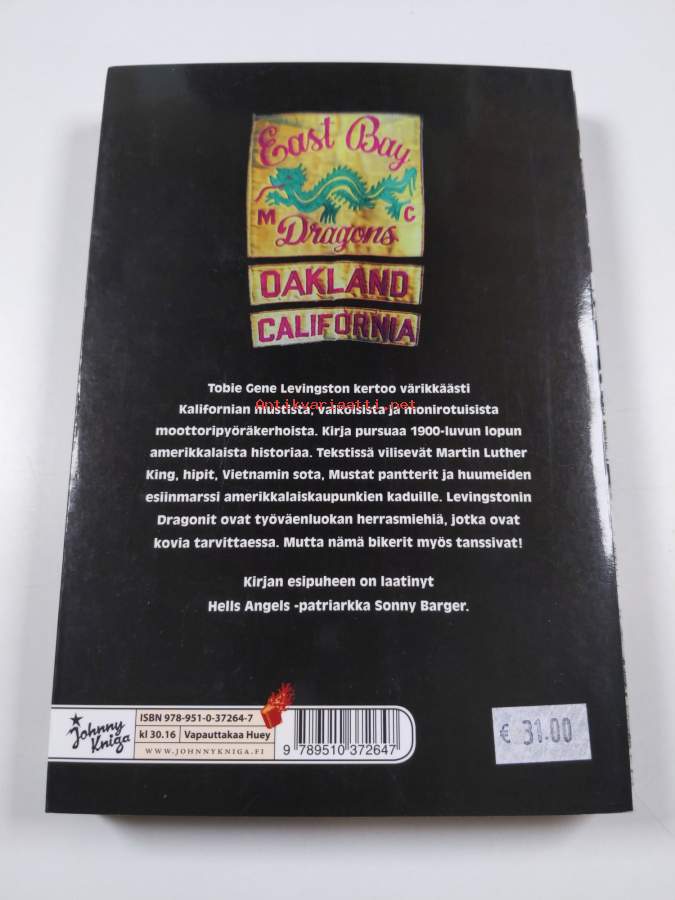 East Bay
M C
Dragons
OAKLAND
CALIFORNIA
Tobie Gene Levingston kertoo värikkäästi
Kalifornian mustista, valkoisista ja monirotuisista
Antikvariaatti.net
moottoripyöräkerhoista. Kirja pursuaa 1900-luvun lopun
amerikkalaista historiaa. Tekstissä vilisevät Martin Luther
King, hipit, Vietnamin sota, Mustat pantterit ja huumeiden
esiinmarssi amerikkalaiskaupunkien kaduille. Levingstonin
Dragonit ovat työväenluokan herrasmiehiä, jotka ovat
kovia tarvittaessa. Mutta nämä bikerit myös tanssivat!
Kirjan esipuheen on laatinyt
Hells Angels -patriarkka Sonny Barger.
Johnny
Kniga
ISBN 978-951-0-37264-7
kl 30.16 Vapauttakaa Huey
WWW.JOHNNYKNIGA.FI
9 789510 372647
€ 31.00